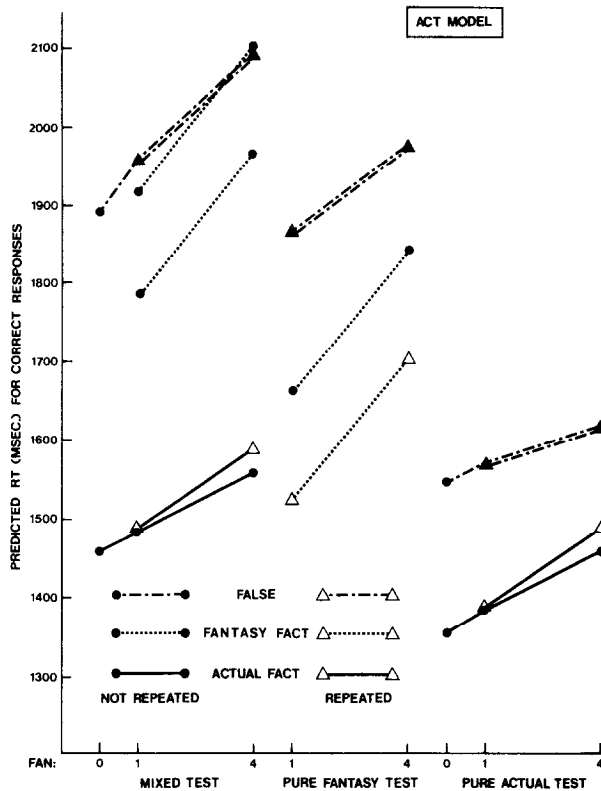 ACT MODEL
PREDICTED RT (MSEC.) FOR CORRECT RESPONSES
2100
2000
1900
1800
1700
1600
1500
1400
1300
FALSE
FANTASY FACT
ACTUAL FACT
NOT REPEATED REPEATED
FAN: 0 1 4 1 4 0 1 4
MIXED TEST PURE FANTASY TEST PURE ACTUAL TEST